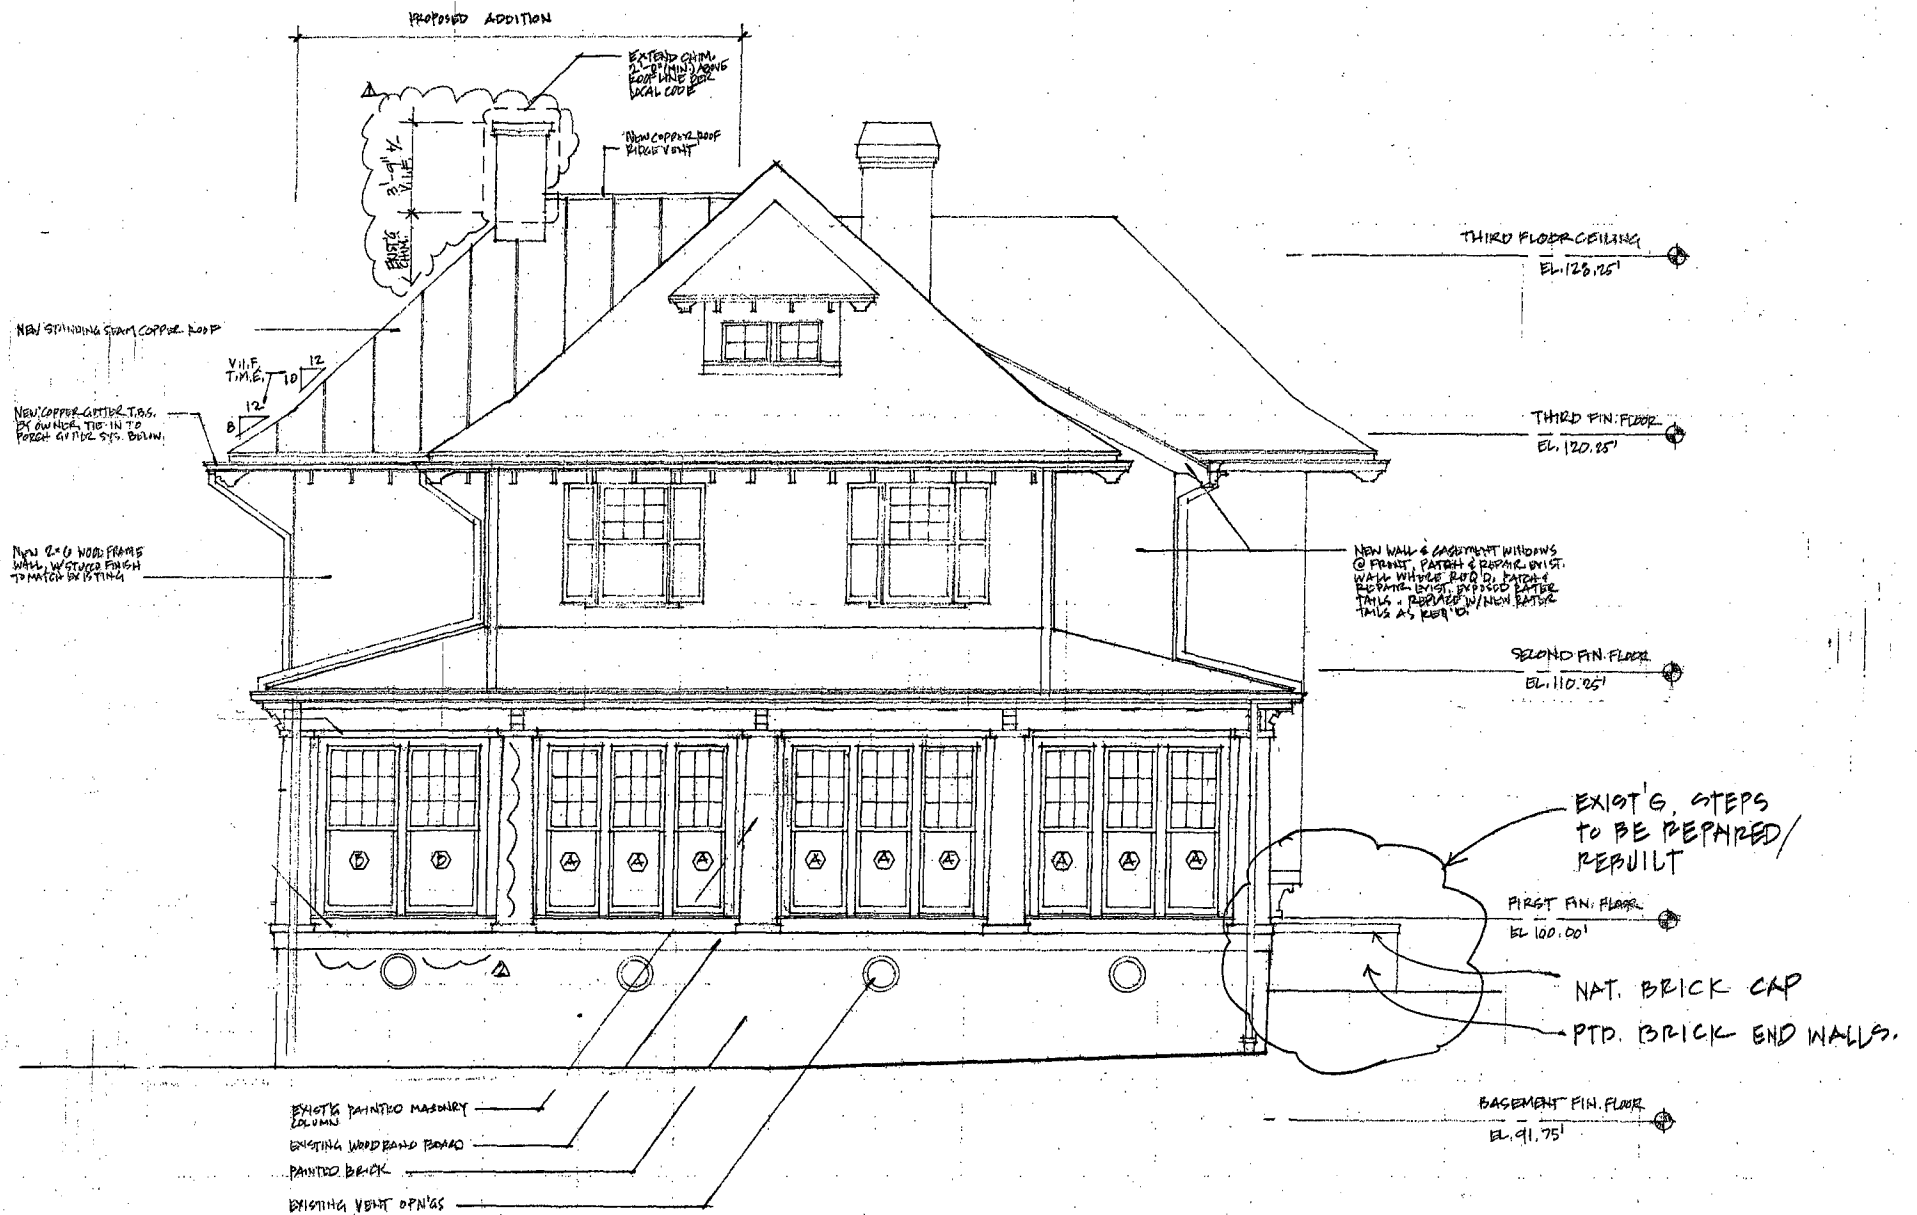 PROPOSED ADDITION
EXTEND CHIM.
2'-0" (MIN.) ABOVE
ROOF LINE PER
LOCAL CODE
1
3'-9" +/-
V.I.F.
EXIST'G
CHIM.
NEW COPPER ROOF
RIDGE VENT
THIRD FLOOR CEILING
EL. 128.25'
NEW STANDING SEAM COPPER ROOF
V.I.F.
T.M.E.
12
10
12
8
NEW COPPER GUTTER T.B.S.
BY OWNER, TIE-IN TO
PORCH GUTTER SYS. BELOW.
THIRD FIN. FLOOR
EL. 120.25'
NEW 2x6 WOOD FRAME
WALL, W/ STUCCO FINISH
TO MATCH EXISTING
NEW WALL & CASEMENT WINDOWS
@ FRONT, PATCH & REPAIR EXIST.
WALL WHERE REQ'D, PATCH &
REPAIR EXIST. EXPOSED RATER
TAILS. REPLACE W/ NEW RATER
TAILS AS REQ'D.
SECOND FIN. FLOOR
EL. 110.25'
B B A A A A A A A A A
EXIST'G. STEPS
TO BE REPAIRED/
REBUILT
FIRST FIN. FLOOR
EL 100.00'
2
NAT. BRICK CAP
PTD. BRICK END WALLS.
BASEMENT FIN. FLOOR
EL. 91.75'
EXIST'G PAINTED MASONRY
COLUMN
EXISTING WOOD BAND BOARD
PAINTED BRICK
EXISTING VENT OPN'GS